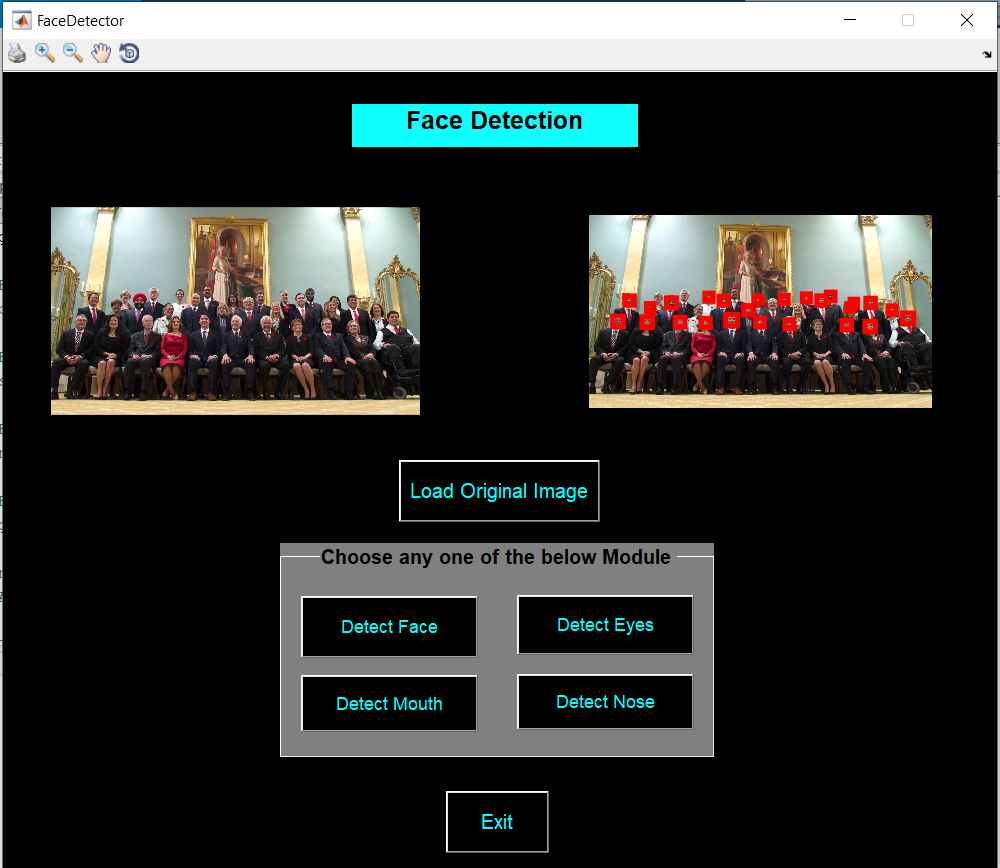 FaceDetector
Face Detection
Load Original Image
Choose any one of the below Module
Detect Face
Detect Eyes
Detect Mouth
Detect Nose
Exit